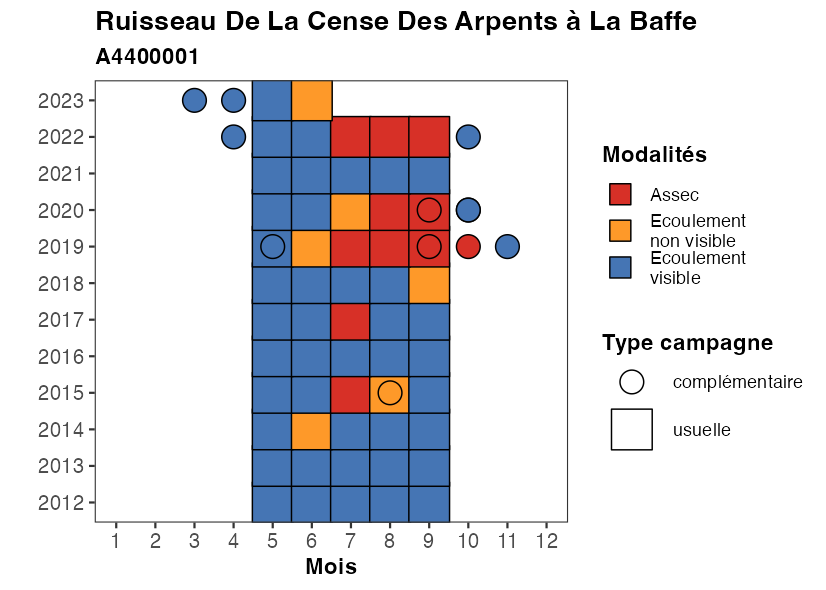 Ruisseau De La Cense Des Arpents à La Baffe
A4400001
2023
2022
2021
2020
2019
2018
2017
2016
2015
2014
2013
2012
1 2 3 4 5 6 7 8 9 10 11 12
Mois
Modalités
Assec
Ecoulement
non visible
Ecoulement
visible
Type campagne
complémentaire
usuelle